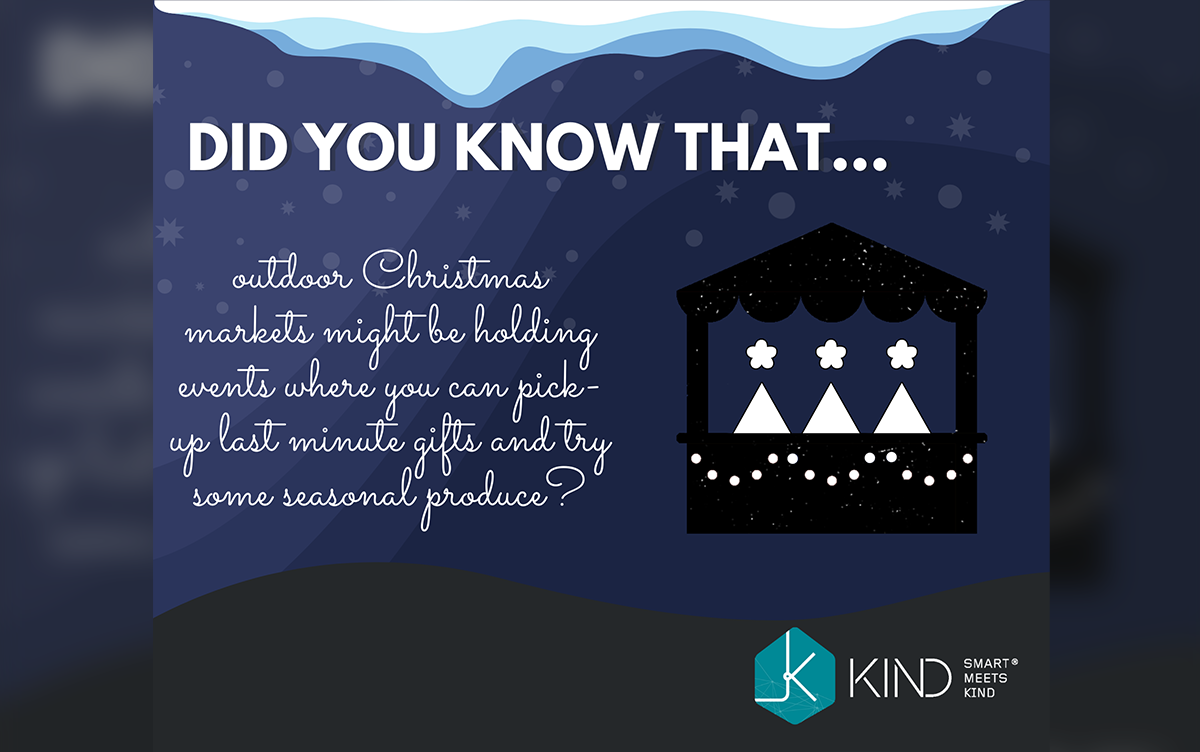 DID YOU KNOW THAT...
outdoor Christmas
markets might be holding
events where you can pick-
up last minute gifts and try
some seasonal produce?
KIND
SMART®
MEETS
KIND